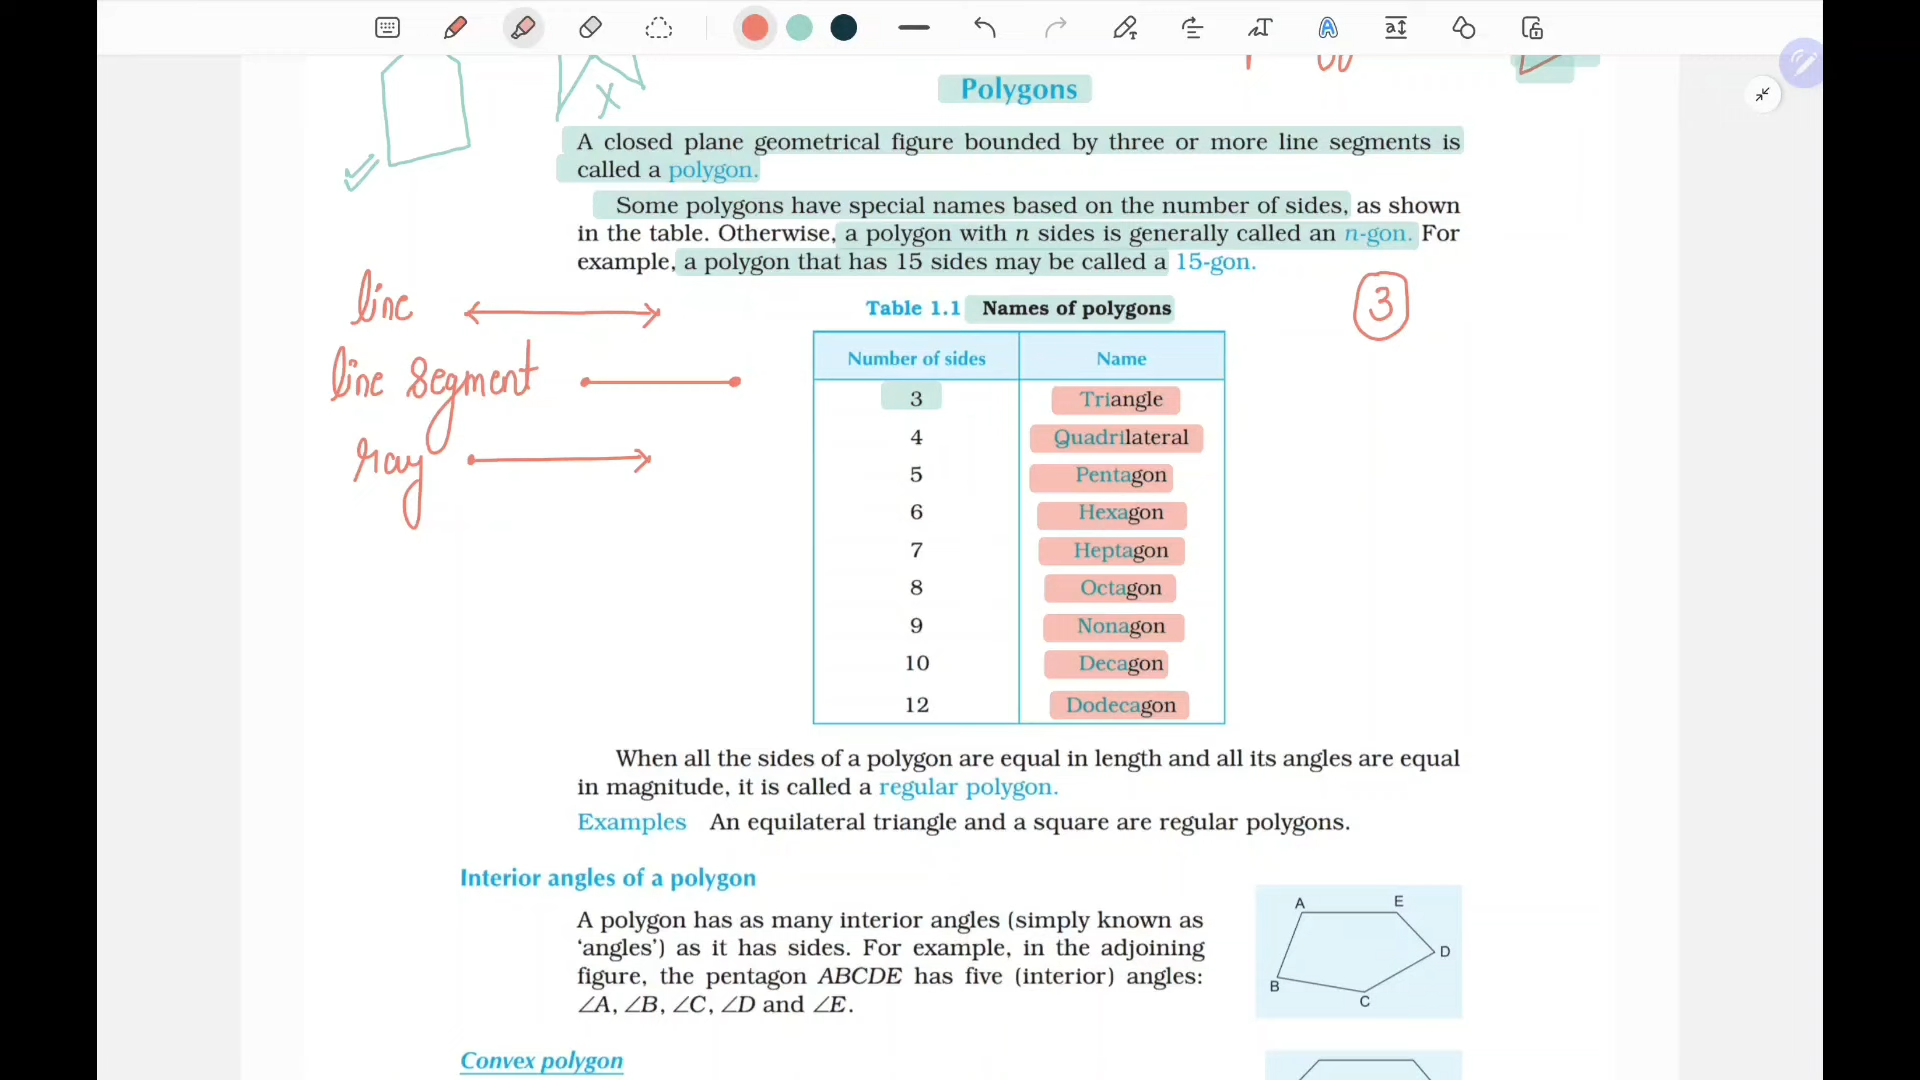 Polygons
X
A closed plane geometrical figure bounded by three or more line segments is
called a polygon.
Some polygons have special names based on the number of sides, as shown
in the table. Otherwise, a polygon with n sides is generally called an n-gon. For
example, a polygon that has 15 sides may be called a 15-gon.
line
line segment
ray
3
Table 1.1 Names of polygons
Number of sides Name
3 Triangle
4 Quadrilateral
5 Pentagon
6 Hexagon
7 Heptagon
8 Octagon
9 Nonagon
10 Decagon
12 Dodecagon
When all the sides of a polygon are equal in length and all its angles are equal
in magnitude, it is called a regular polygon.
Examples An equilateral triangle and a square are regular polygons.
Interior angles of a polygon
A polygon has as many interior angles (simply known as
‘angles’) as it has sides. For example, in the adjoining
figure, the pentagon ABCDE has five (interior) angles:
∠A, ∠B, ∠C, ∠D and ∠E.
A E
D
B
C
Convex polygon